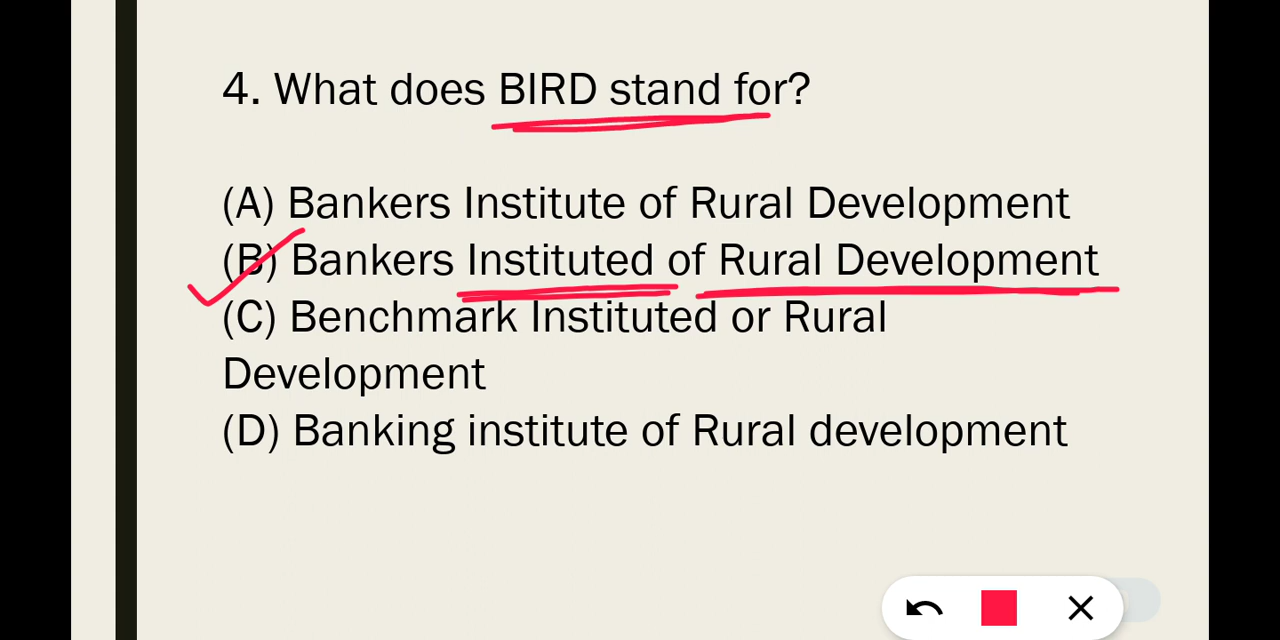 4. What does BIRD stand for?
(A) Bankers Institute of Rural Development
(B) Bankers Instituted of Rural Development
(C) Benchmark Instituted or Rural
Development
(D) Banking institute of Rural development